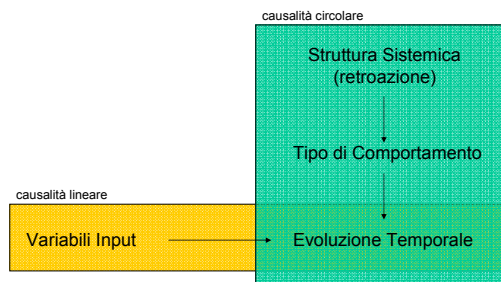 causalità circolare
Struttura Sistemica
(retroazione)
Tipo di Comportamento
causalità lineare
Variabili Input
Evoluzione Temporale